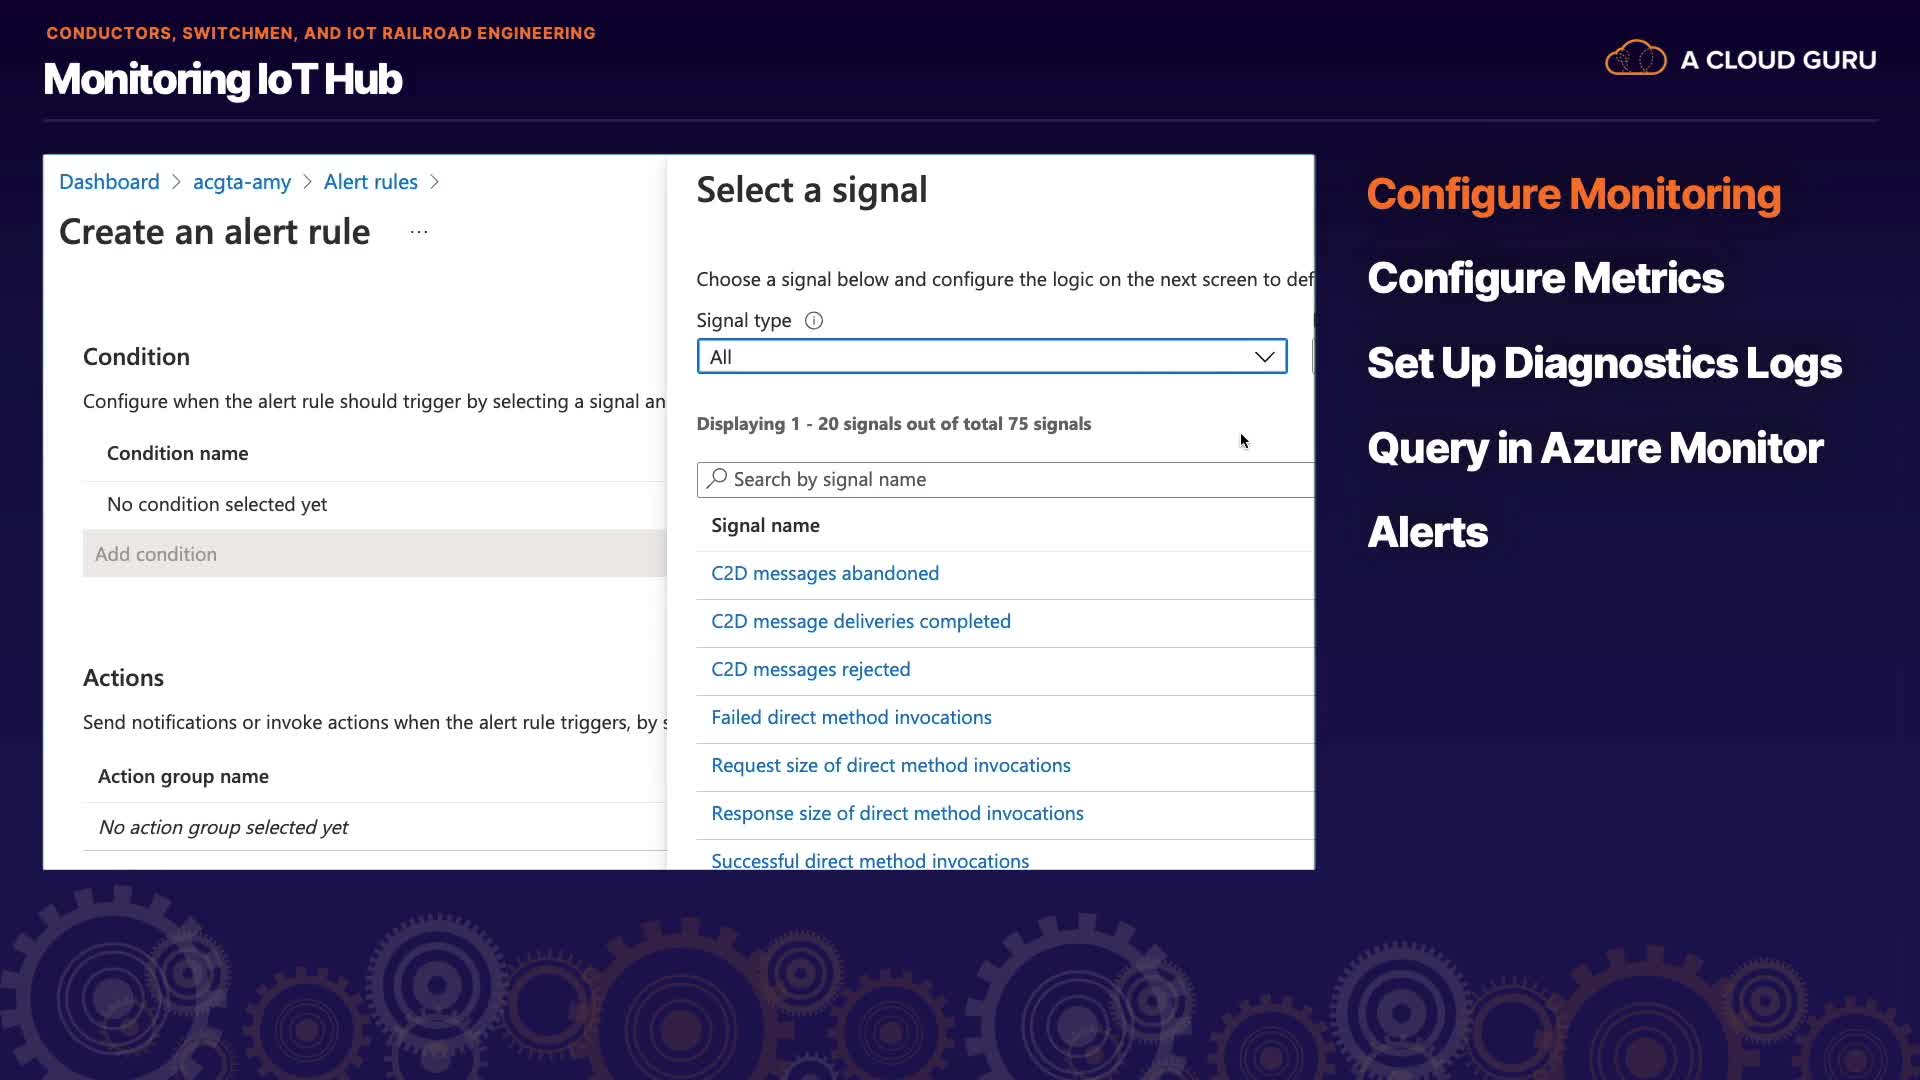 CONDUCTORS, SWITCHMEN, AND IOT RAILROAD ENGINEERING
Monitoring IoT Hub
A CLOUD GURU
Dashboard > acgta-amy > Alert rules >
Create an alert rule ...
Condition
Configure when the alert rule should trigger by selecting a signal an
Condition name
No condition selected yet
Add condition
Actions
Send notifications or invoke actions when the alert rule triggers, by s
Action group name
No action group selected yet
Select a signal
Choose a signal below and configure the logic on the next screen to def
Signal type
All
Displaying 1 - 20 signals out of total 75 signals
Search by signal name
Signal name
C2D messages abandoned
C2D message deliveries completed
C2D messages rejected
Failed direct method invocations
Request size of direct method invocations
Response size of direct method invocations
Successful direct method invocations
Configure Monitoring
Configure Metrics
Set Up Diagnostics Logs
Query in Azure Monitor
Alerts